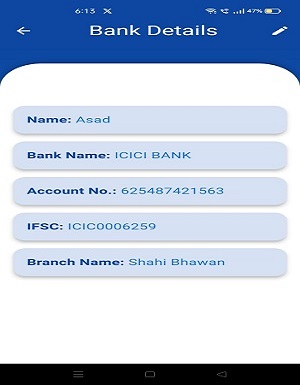 6:13 X 47%
Bank Details
Name: Asad
Bank Name: ICICI BANK
Account No.: 625487421563
IFSC: ICIC0006259
Branch Name: Shahi Bhawan